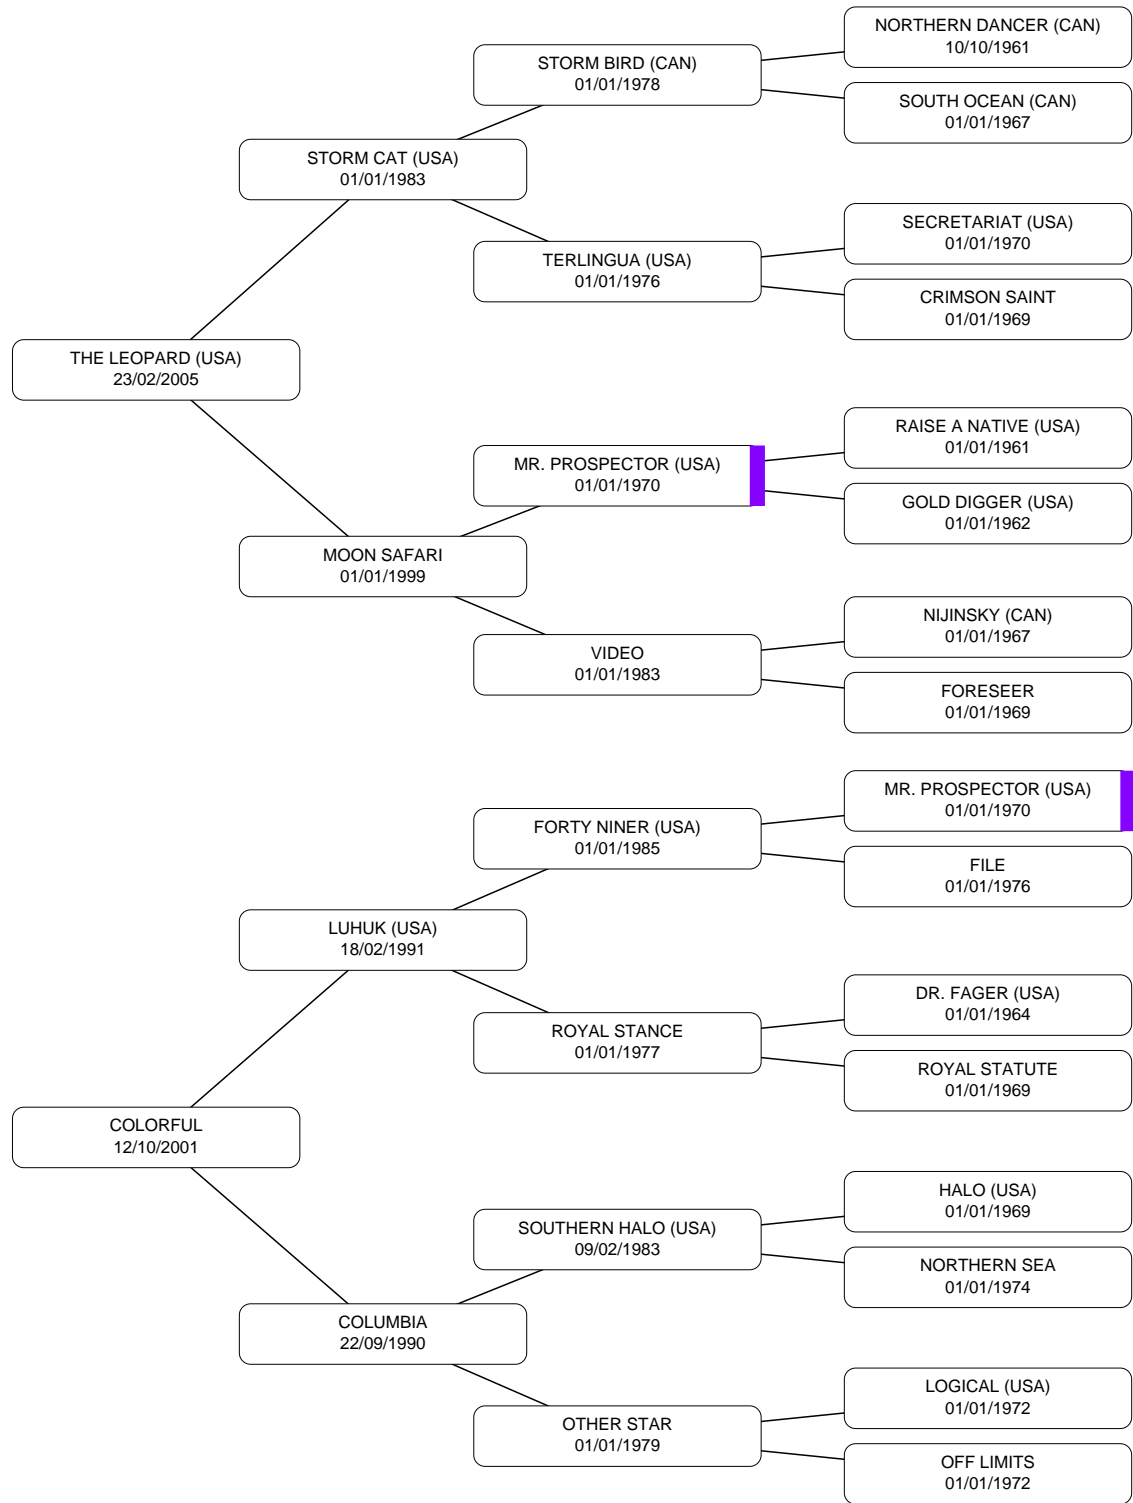 NORTHERN DANCER (CAN)
10/10/1961
STORM BIRD (CAN)
01/01/1978
SOUTH OCEAN (CAN)
01/01/1967
STORM CAT (USA)
01/01/1983
SECRETARIAT (USA)
01/01/1970
TERLINGUA (USA)
01/01/1976
CRIMSON SAINT
01/01/1969
THE LEOPARD (USA)
23/02/2005
RAISE A NATIVE (USA)
01/01/1961
MR. PROSPECTOR (USA)
01/01/1970
GOLD DIGGER (USA)
01/01/1962
MOON SAFARI
01/01/1999
NIJINSKY (CAN)
01/01/1967
VIDEO
01/01/1983
FORESEER
01/01/1969
MR. PROSPECTOR (USA)
01/01/1970
FORTY NINER (USA)
01/01/1985
FILE
01/01/1976
LUHUK (USA)
18/02/1991
DR. FAGER (USA)
01/01/1964
ROYAL STANCE
01/01/1977
ROYAL STATUTE
01/01/1969
COLORFUL
12/10/2001
HALO (USA)
01/01/1969
SOUTHERN HALO (USA)
09/02/1983
NORTHERN SEA
01/01/1974
COLUMBIA
22/09/1990
LOGICAL (USA)
01/01/1972
OTHER STAR
01/01/1979
OFF LIMITS
01/01/1972